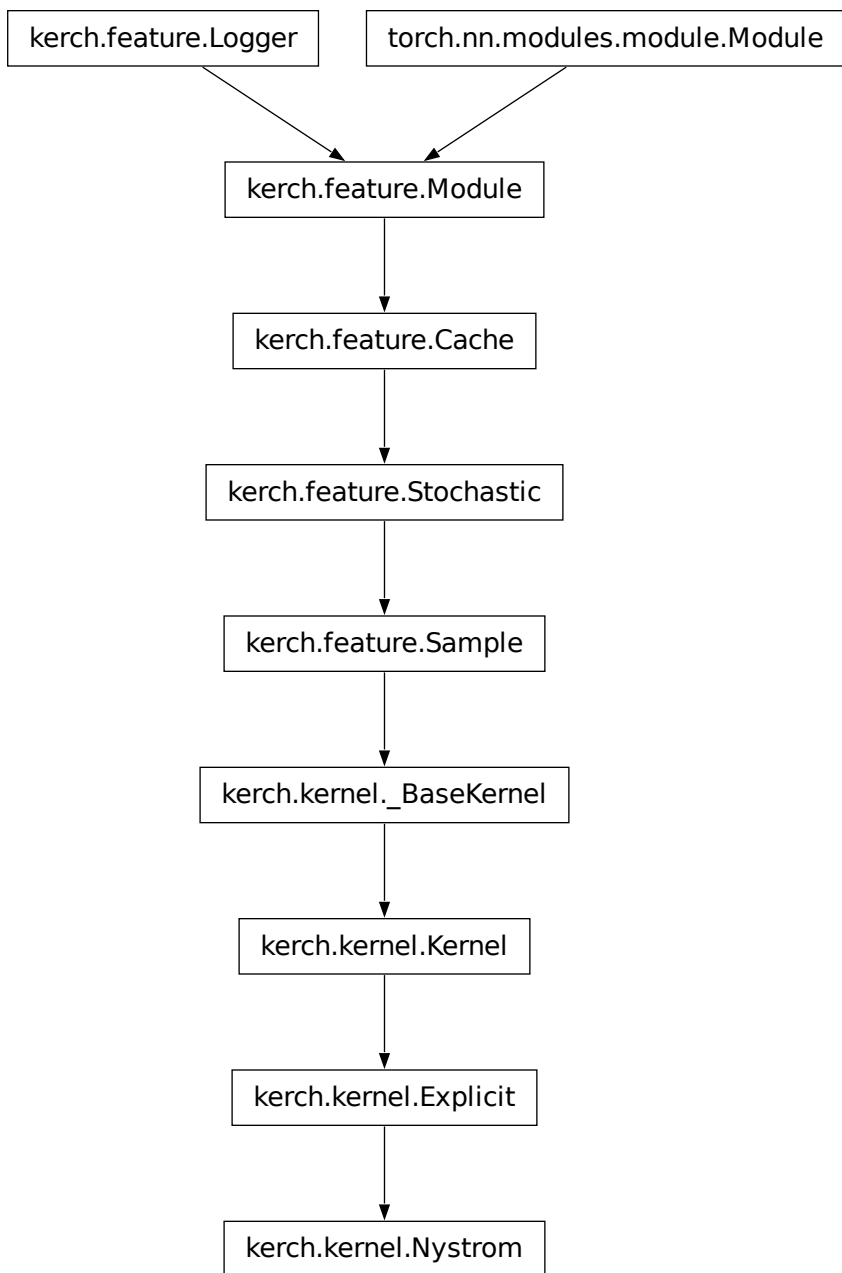 kerch.feature.Logger
torch.nn.modules.module.Module
kerch.feature.Module
kerch.feature.Cache
kerch.feature.Stochastic
kerch.feature.Sample
kerch.kernel._BaseKernel
kerch.kernel.Kernel
kerch.kernel.Explicit
kerch.kernel.Nystrom